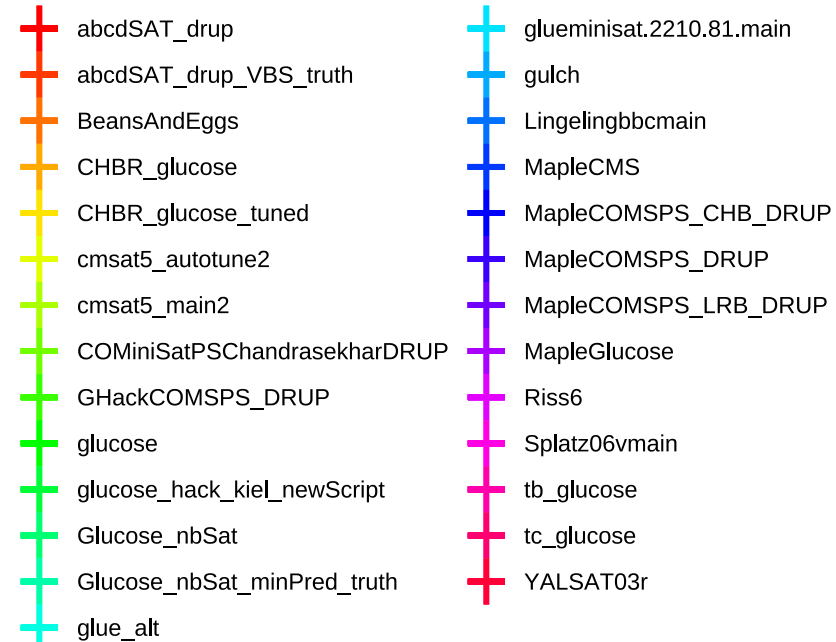 abcdSAT_drup
abcdSAT_drup_VBS_truth
BeansAndEggs
CHBR_glucose
CHBR_glucose_tuned
cmsat5_autotune2
cmsat5_main2
COMiniSatPSChandrasekharDRUP
GHackCOMSPS_DRUP
glucose
glucose_hack_kiel_newScript
Glucose_nbSat
Glucose_nbSat_minPred_truth
glue_alt
glueminisat.2210.81.main
gulch
Lingelingbbcmain
MapleCMS
MapleCOMSPS_CHB_DRUP
MapleCOMSPS_DRUP
MapleCOMSPS_LRB_DRUP
MapleGlucose
Riss6
Splatz06vmain
tb_glucose
tc_glucose
YALSAT03r